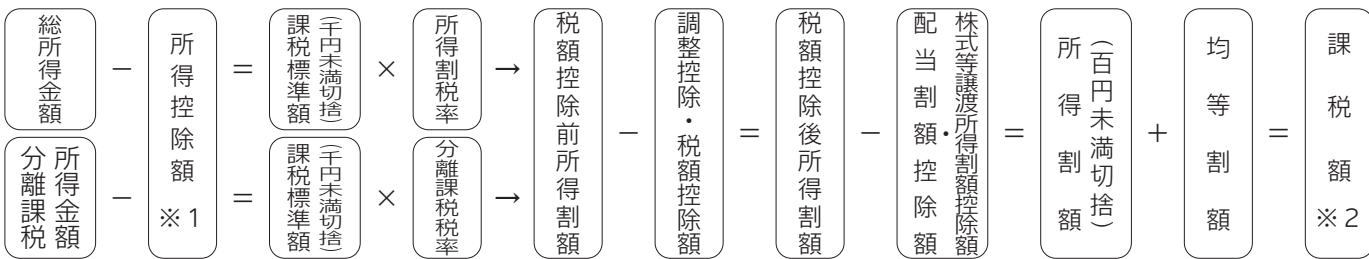 総所得金額
−
所得控除額※1
=
課税標準額
(千円未満切捨)
×
所得割税率
→
分離課税
所得金額
−
=
課税標準額
(千円未満切捨)
×
分離課税税率
→
税額控除前所得割額
−
調整控除・税額控除額
=
税額控除後所得割額
−
配当割額控除額・
株式等譲渡所得割額控除額
=
所得割額
(百円未満切捨)
+
均等割額
=
課税額※2